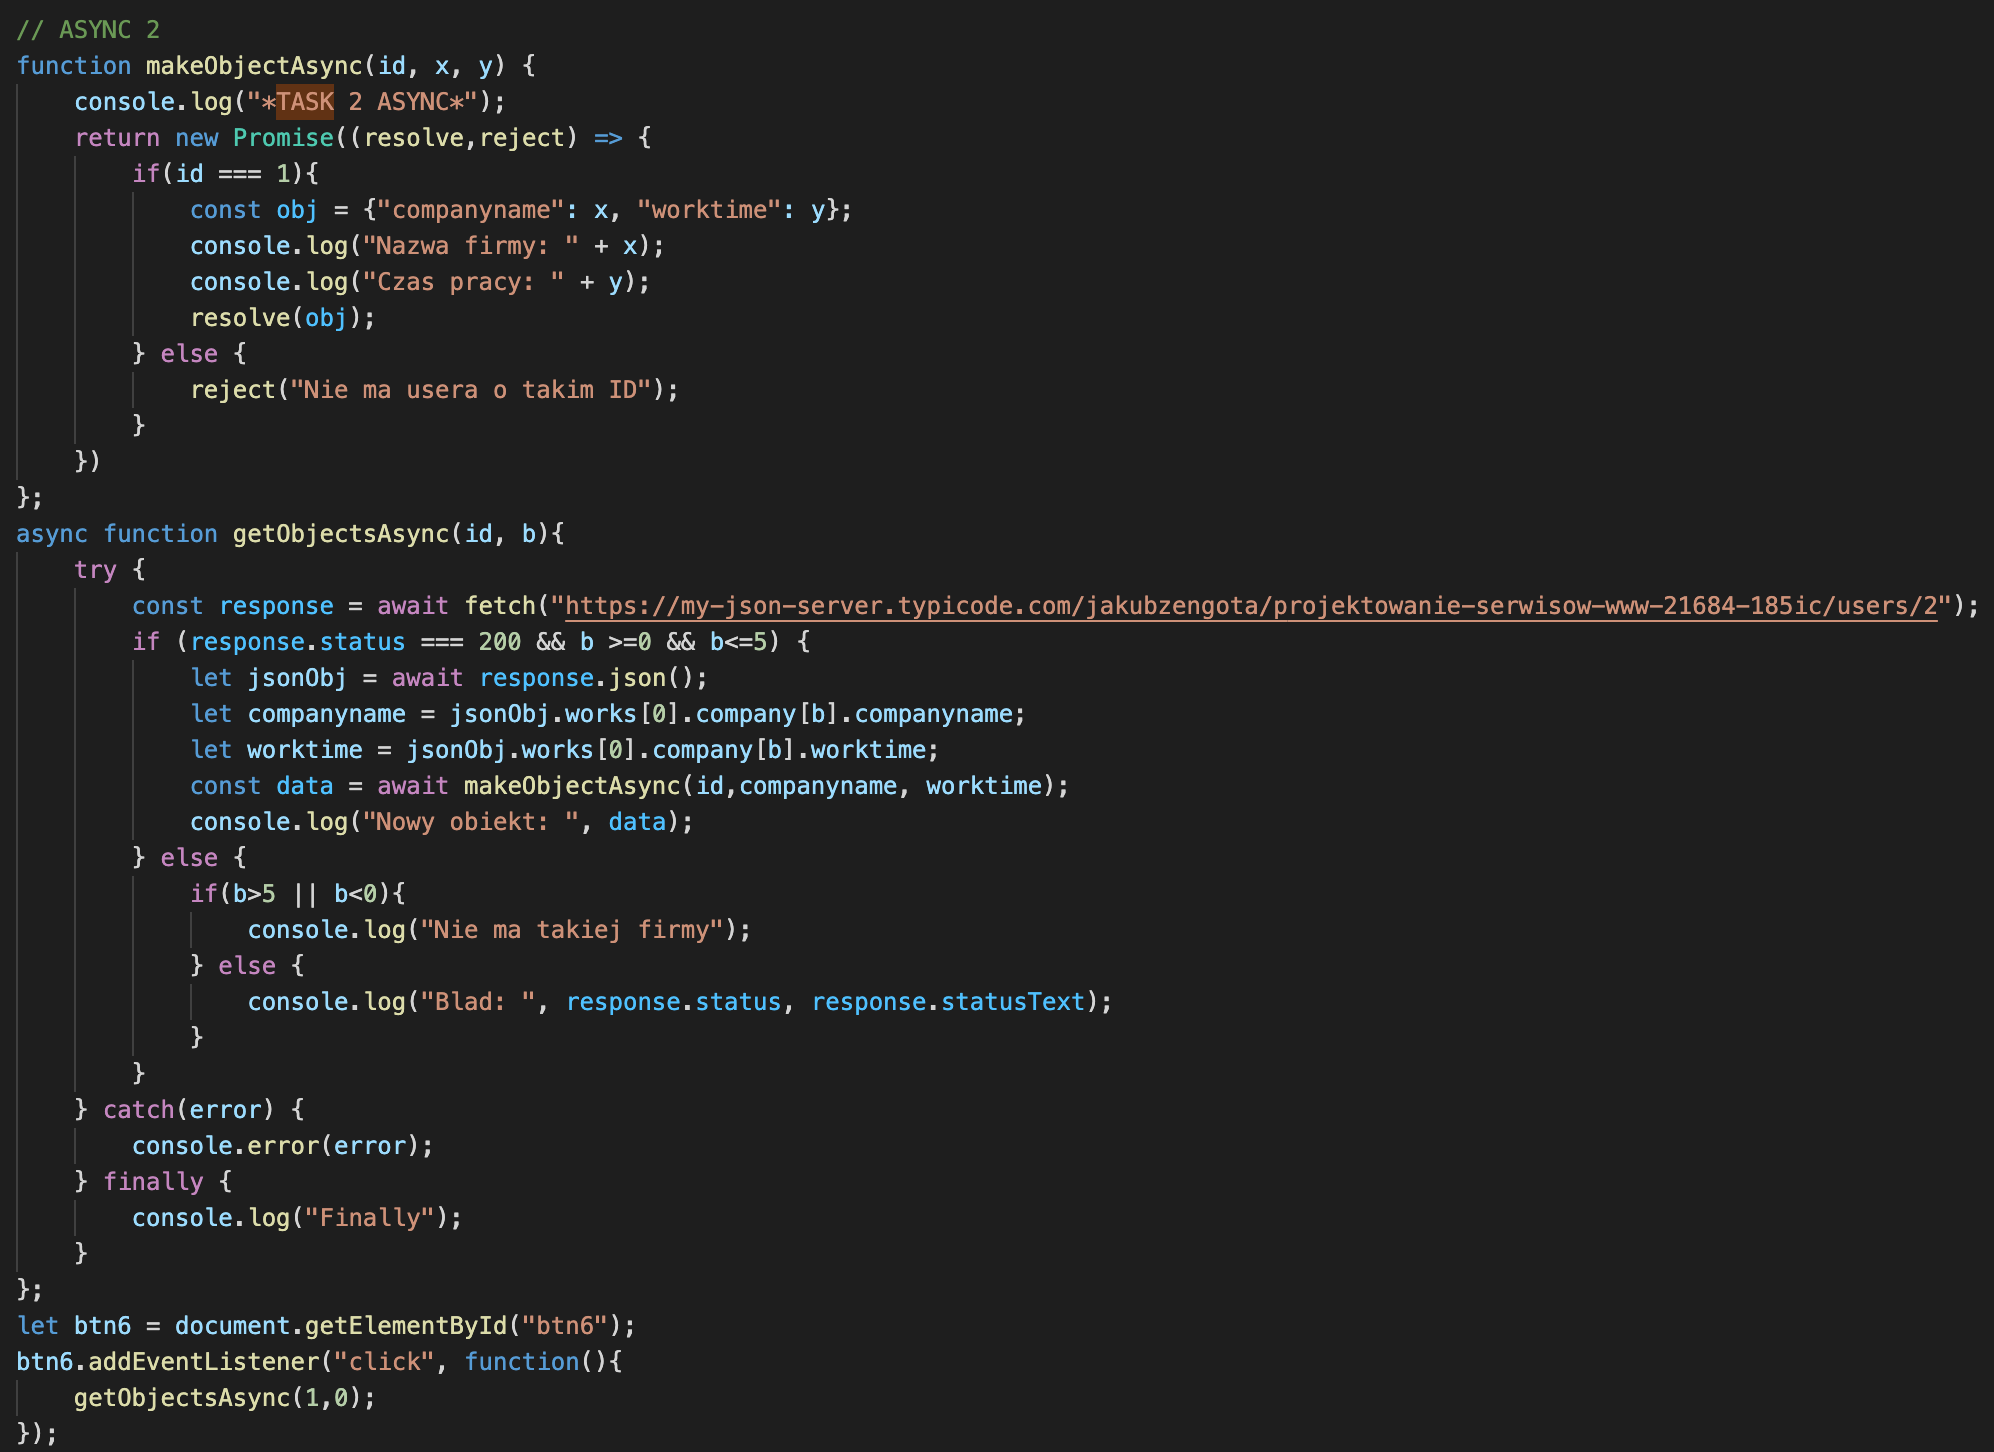 // ASYNC 2
function makeObjectAsync(id, x, y) {
    console.log("*TASK 2 ASYNC*");
    return new Promise((resolve,reject) => {
        if(id === 1){
            const obj = {"companyname": x, "worktime": y};
            console.log("Nazwa firmy: " + x);
            console.log("Czas pracy: " + y);
            resolve(obj);
        } else {
            reject("Nie ma usera o takim ID");
        }
    })
};
async function getObjectsAsync(id, b){
    try {
        const response = await fetch("https://my-json-server.typicode.com/jakubzengota/projektowanie-serwisow-www-21684-185ic/users/2");
        if (response.status === 200 && b >=0 && b<=5) {
            let jsonObj = await response.json();
            let companyname = jsonObj.works[0].company[b].companyname;
            let worktime = jsonObj.works[0].company[b].worktime;
            const data = await makeObjectAsync(id,companyname, worktime);
            console.log("Nowy obiekt: ", data);
        } else {
            if(b>5 || b<0){
                console.log("Nie ma takiej firmy");
            } else {
                console.log("Blad: ", response.status, response.statusText);
            }
        }
    } catch(error) {
        console.error(error);
    } finally {
        console.log("Finally");
    }
};
let btn6 = document.getElementById("btn6");
btn6.addEventListener("click", function(){
    getObjectsAsync(1,0);
});